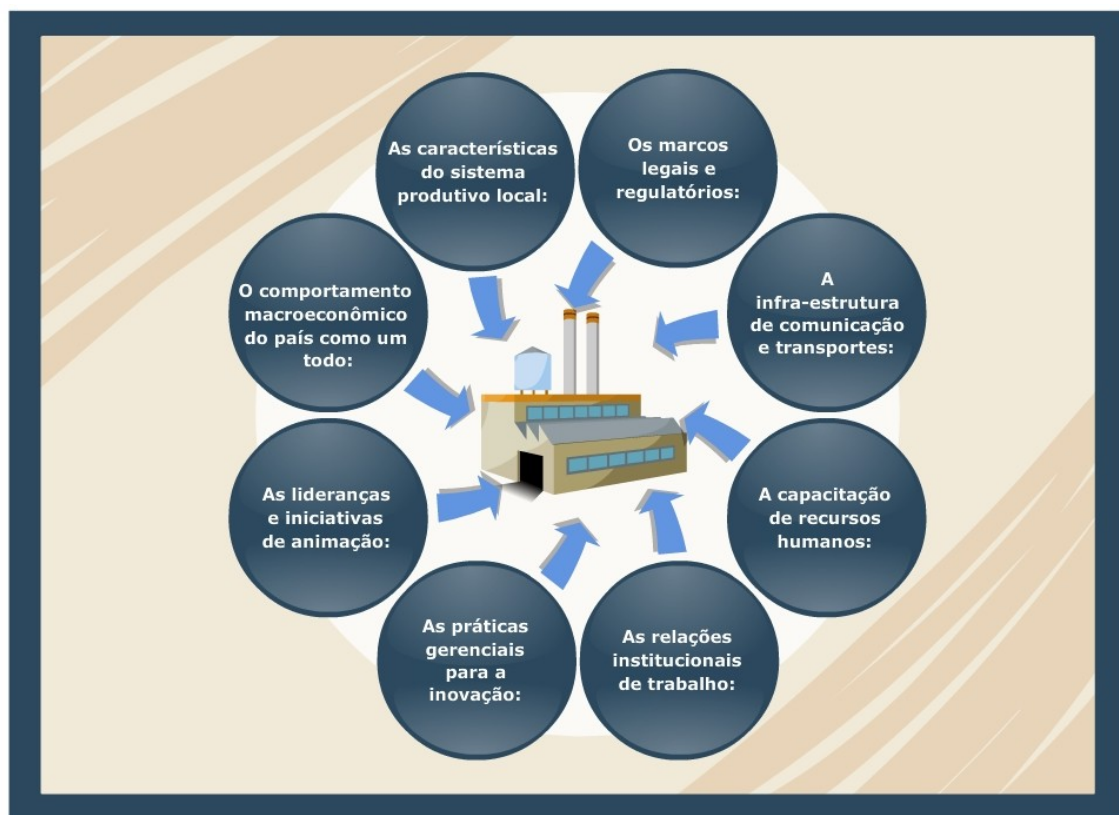 As características
do sistema
produtivo local:
Os marcos
legais e
regulatórios:
A
infra-estrutura
de comunicação
e transportes:
A capacitação
de recursos
humanos:
As relações
institucionais
de trabalho:
As práticas
gerenciais
para a
inovação:
As lideranças
e iniciativas
de animação:
O comportamento
macroeconômico
do país como um
todo: